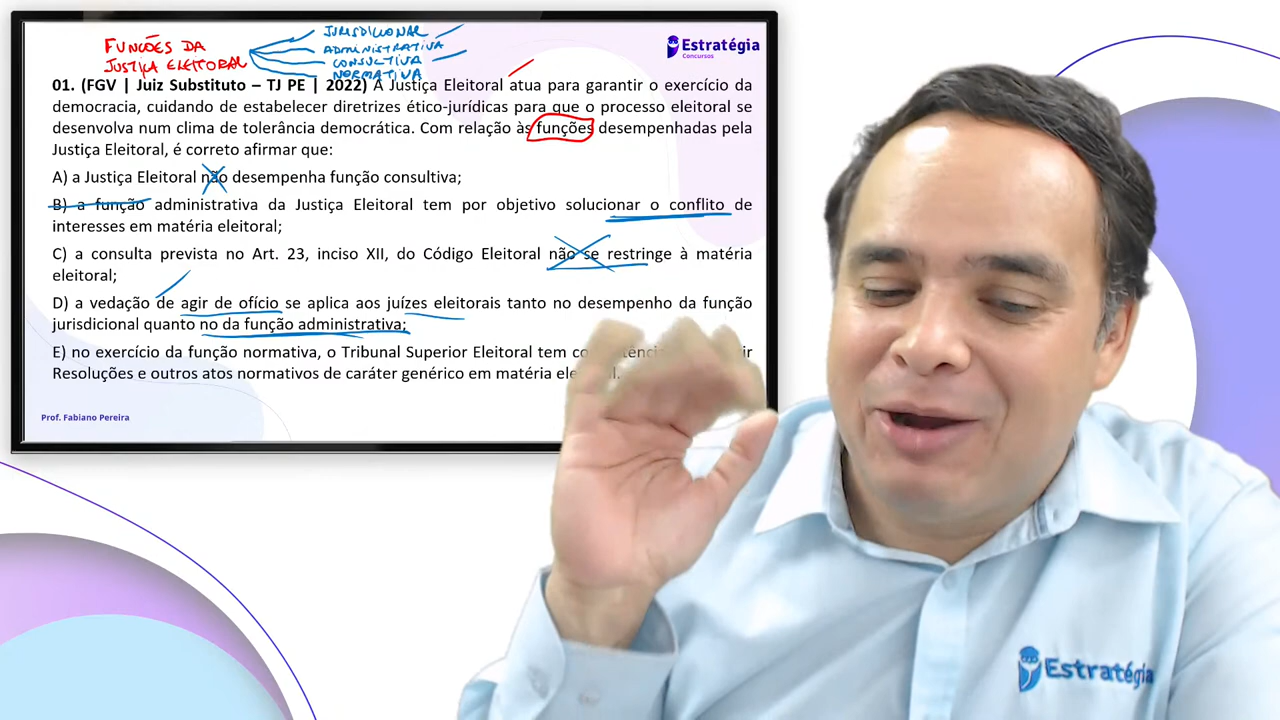 FUNCÕES DA
JUSTIÇA ELEITORAL
JURISDICIONAL
ADMINISTRATIVA
CONSULTIVA
NORMATIVA
Estratégia
Concursos
01. (FGV | Juiz Substituto – TJ PE | 2022) A Justiça Eleitoral atua para garantir o exercício da
democracia, cuidando de estabelecer diretrizes ético-jurídicas para que o processo eleitoral se
desenvolva num clima de tolerância democrática. Com relação às funções desempenhadas pela
Justiça Eleitoral, é correto afirmar que:
A) a Justiça Eleitoral não desempenha função consultiva;
B) a função administrativa da Justiça Eleitoral tem por objetivo solucionar o conflito de
interesses em matéria eleitoral;
C) a consulta prevista no Art. 23, inciso XII, do Código Eleitoral não se restringe à matéria
eleitoral;
D) a vedação de agir de ofício se aplica aos juízes eleitorais tanto no desempenho da função
jurisdicional quanto no da função administrativa;
E) no exercício da função normativa, o Tribunal Superior Eleitoral tem
Resoluções e outros atos normativos de caráter genérico em matéria
Prof. Fabiano Pereira
Estratégia